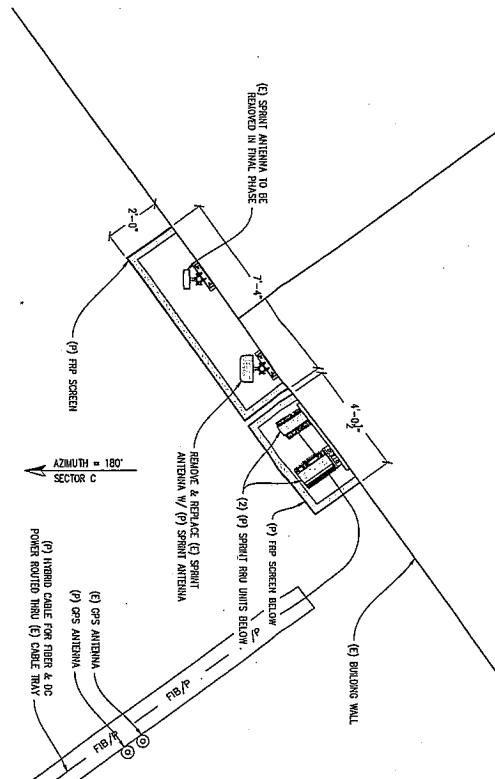 (E) SPRINT ANTENNA TO BE
REMOVED IN FINAL PHASE
2'-0"
7'-4"
4'-0½"
(P) FRP SCREEN
AZIMUTH = 180°
SECTOR C
REMOVE & REPLACE (E) SPRINT
ANTENNA W/ (P) SPRINT ANTENNA
(2) (P) SPRINT RRU UNITS BELOW
(P) FRP SCREEN BELOW
(E) BUILDING WALL
(P) HYBRID CABLE FOR FIBER & DC
POWER ROUTED THRU (E) CABLE TRAY
(P) GPS ANTENNA
(E) GPS ANTENNA
FIB/P
FIB/P
/P